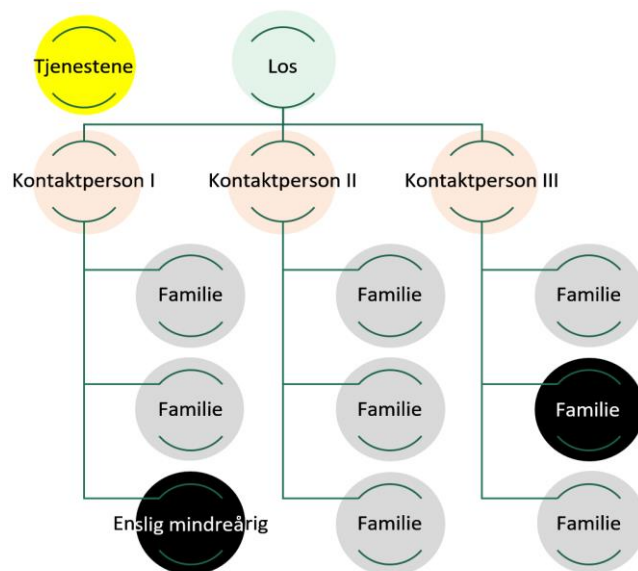 Tjenestene
Los
Kontaktperson I
Kontaktperson II
Kontaktperson III
Familie
Familie
Familie
Familie
Familie
Familie
Enslig mindreårig
Familie
Familie